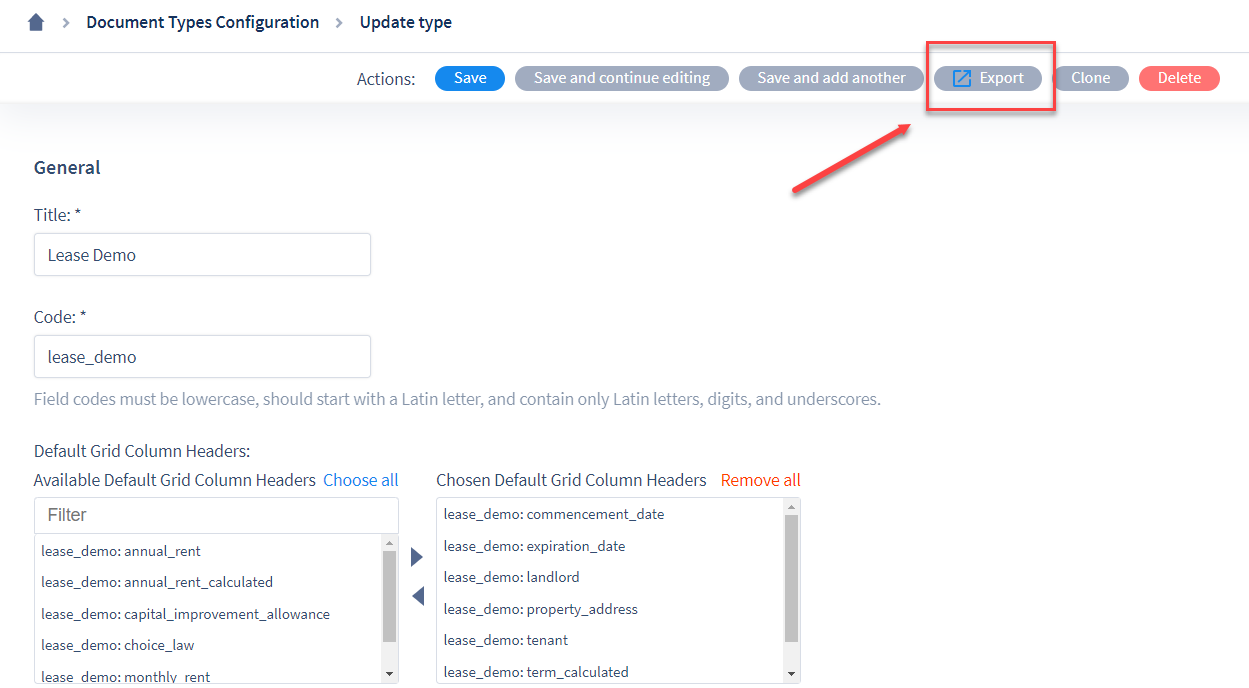 Document Types Configuration > Update type
Actions: Save Save and continue editing Save and add another Export Clone Delete
General
Title: *
Lease Demo
Code: *
lease_demo
Field codes must be lowercase, should start with a Latin letter, and contain only Latin letters, digits, and underscores.
Default Grid Column Headers:
Available Default Grid Column Headers Choose all
Filter
lease_demo: annual_rent
lease_demo: annual_rent_calculated
lease_demo: capital_improvement_allowance
lease_demo: choice_law
lease_demo: monthly_rent
Chosen Default Grid Column Headers Remove all
lease_demo: commencement_date
lease_demo: expiration_date
lease_demo: landlord
lease_demo: property_address
lease_demo: tenant
lease_demo: term_calculated